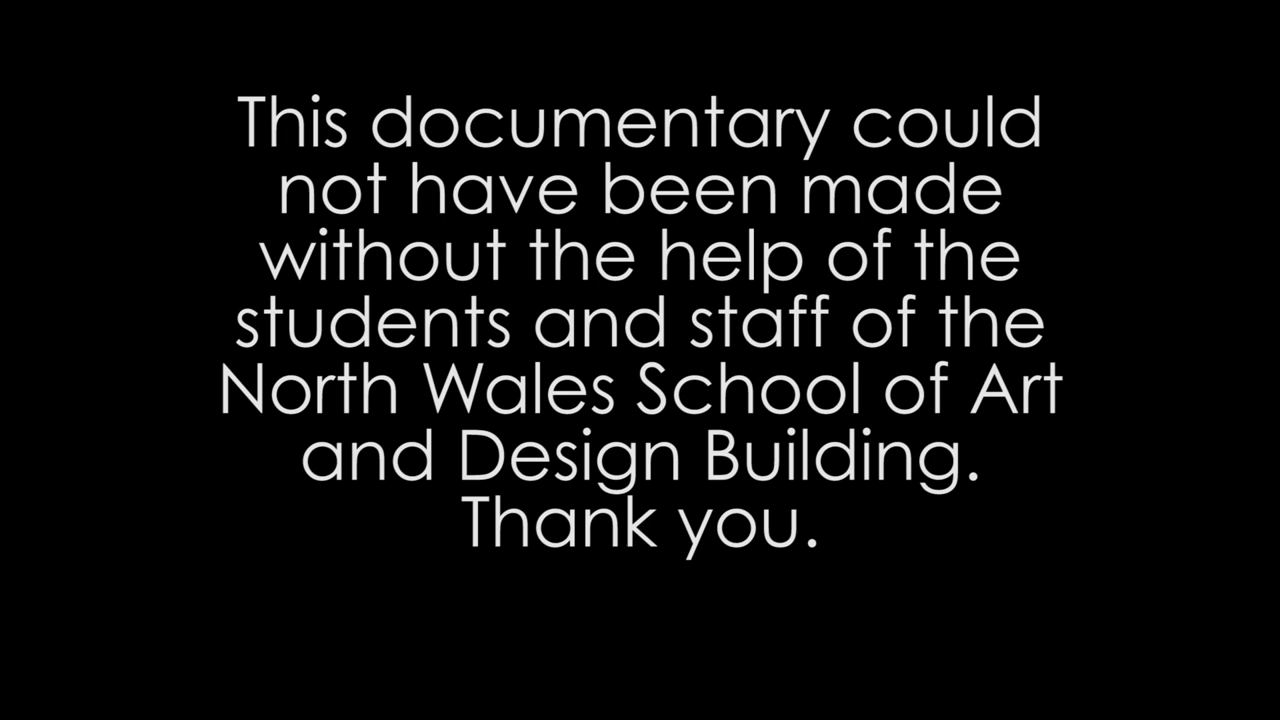 This documentary could
not have been made
without the help of the
students and staff of the
North Wales School of Art
and Design Building.
Thank you.